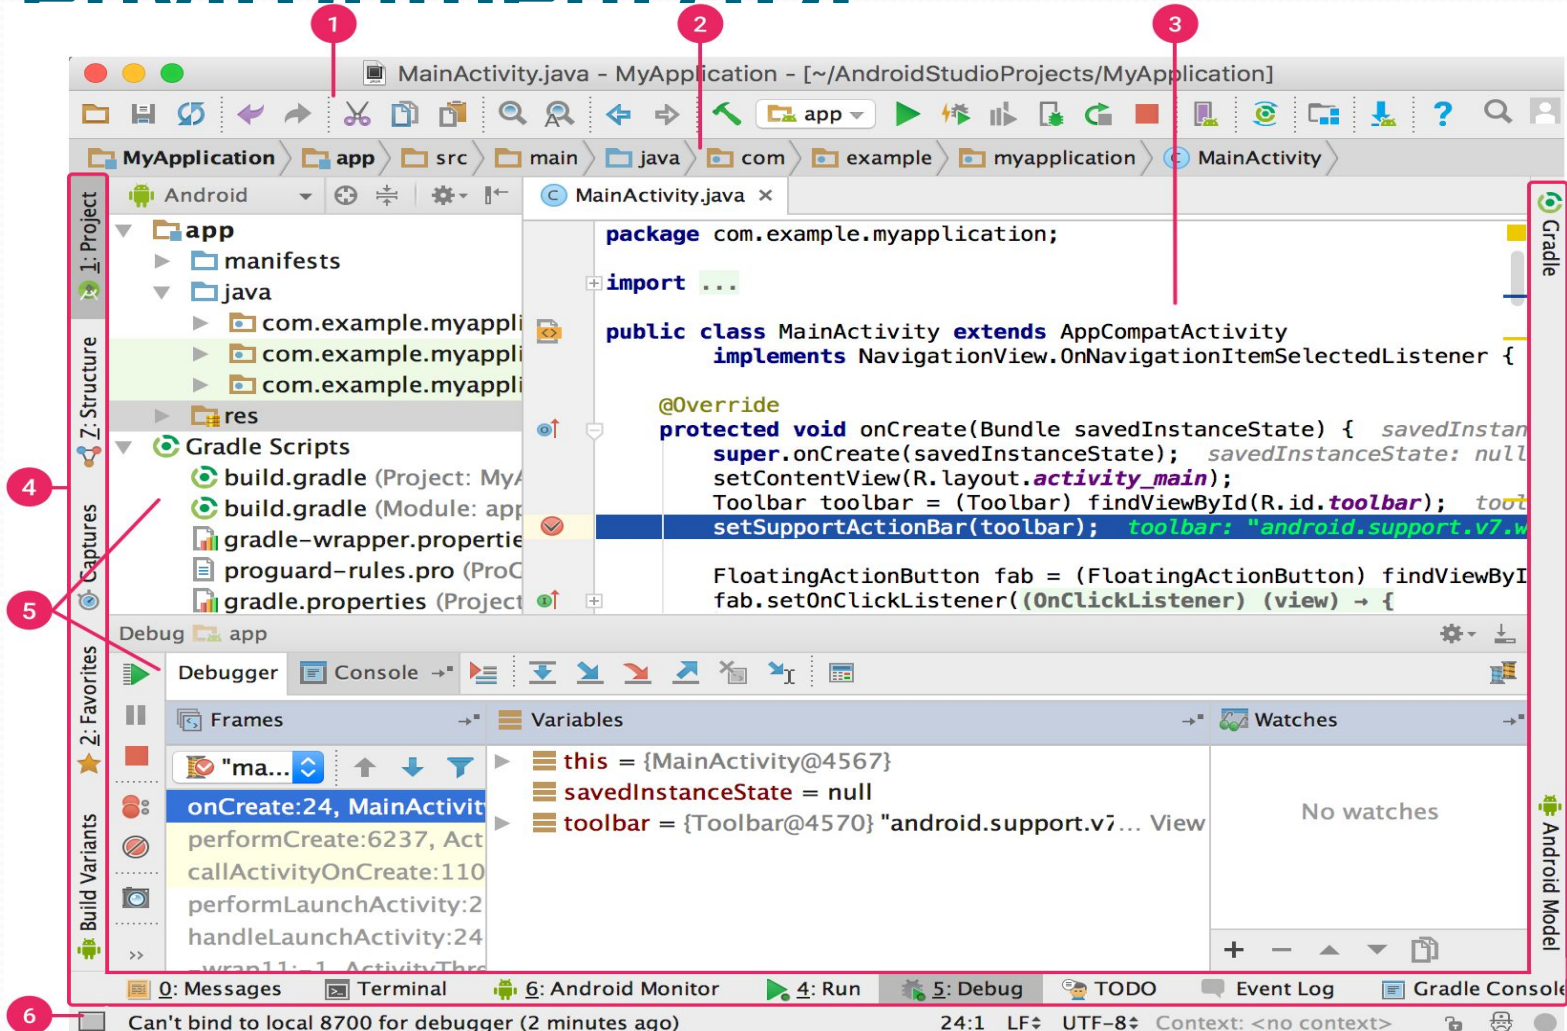 1
2
3
MainActivity.java - MyApplication - [~/AndroidStudioProjects/MyApplication]
app
MyApplication app src main java com example myapplication MainActivity
Android
MainActivity.java
1: Project
Z: Structure
Captures
2: Favorites
Build Variants
4
5
app
manifests
java
com.example.myappli
com.example.myappli
com.example.myappli
res
Gradle Scripts
build.gradle (Project: MyA
build.gradle (Module: app
gradle-wrapper.propertie
proguard-rules.pro (ProC
gradle.properties (Project
package com.example.myapplication;
import ...
public class MainActivity extends AppCompatActivity
implements NavigationView.OnNavigationItemSelectedListener {
@Override
protected void onCreate(Bundle savedInstanceState) { savedInstan
super.onCreate(savedInstanceState); savedInstanceState: null
setContentView(R.layout.activity_main);
Toolbar toolbar = (Toolbar) findViewById(R.id.toolbar); tool
setSupportActionBar(toolbar); toolbar: "android.support.v7.w
FloatingActionButton fab = (FloatingActionButton) findViewByI
fab.setOnClickListener((OnClickListener) (view) → {
Gradle
Android Model
Debug app
Debugger Console
Frames
Variables
Watches
"ma...
onCreate:24, MainActivit
performCreate:6237, Act
callActivityOnCreate:110
performLaunchActivity:2
handleLaunchActivity:24
-wrap11:-1, ActivityThre
this = {MainActivity@4567}
savedInstanceState = null
toolbar = {Toolbar@4570} "android.support.v7... View
No watches
0: Messages Terminal 6: Android Monitor 4: Run 5: Debug TODO Event Log Gradle Console
6
Can't bind to local 8700 for debugger (2 minutes ago) 24:1 LF UTF-8 Context: <no context>